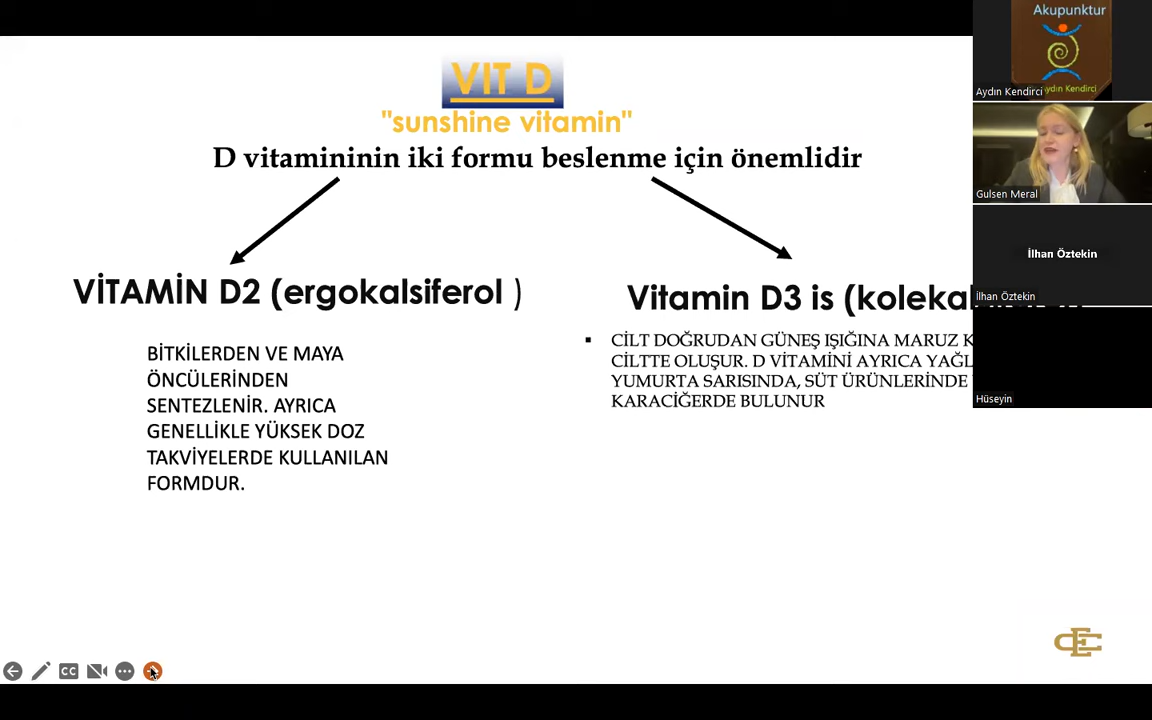 Akupunktur
Aydın Kendirci
Aydın Kendirci
Gulsen Meral
İlhan Öztekin
İlhan Öztekin
Hüseyin
VIT D
"sunshine vitamin"
D vitamininin iki formu beslenme için önemlidir
VİTAMİN D2 (ergokalsiferol )
BİTKİLERDEN VE MAYA
ÖNCÜLERİNDEN
SENTEZLENİR. AYRICA
GENELLİKLE YÜKSEK DOZ
TAKVİYELERDE KULLANILAN
FORMDUR.
Vitamin D3 is
▪ CİLT DOĞRUDAN GÜNEŞ IŞIĞINA MARUZ
CİLTTE OLUŞUR. D VİTAMİNİ AYRICA
YUMURTA SARISINDA, SÜT ÜRÜNLERİNDE
KARACİĞERDE BULUNUR
CC